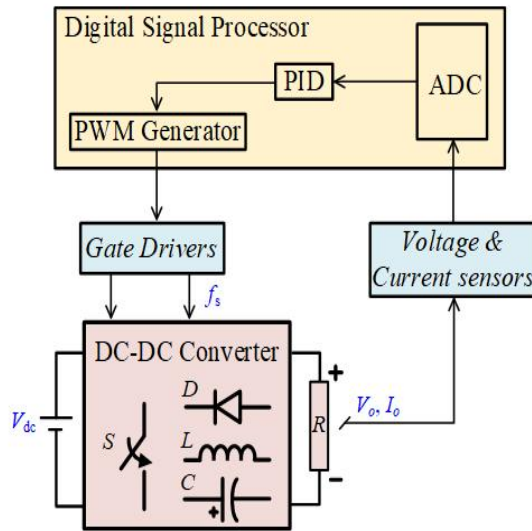 Digital Signal Processor
PID
ADC
PWM Generator
Gate Drivers
Voltage &
Current sensors
fs
DC-DC Converter
Vdc
S
D
L
C
+
R
+
−
Vo, Io